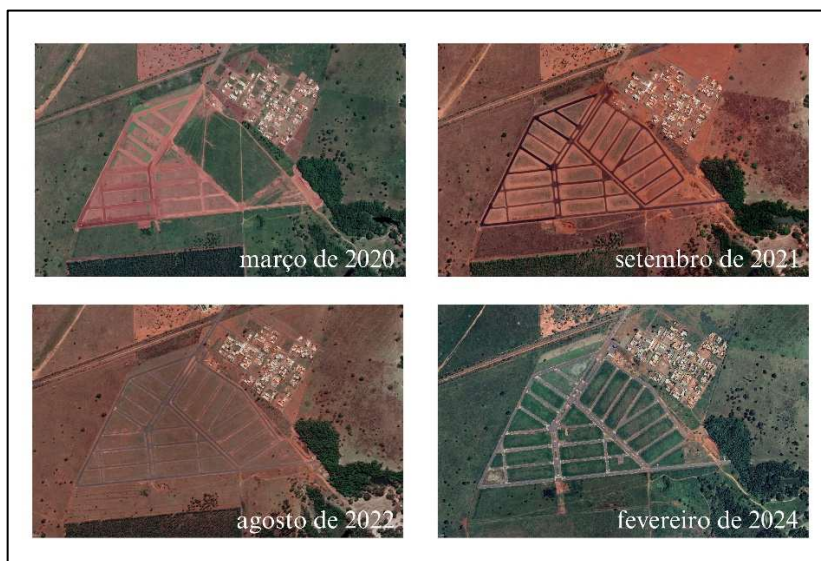 março de 2020
setembro de 2021
agosto de 2022
fevereiro de 2024